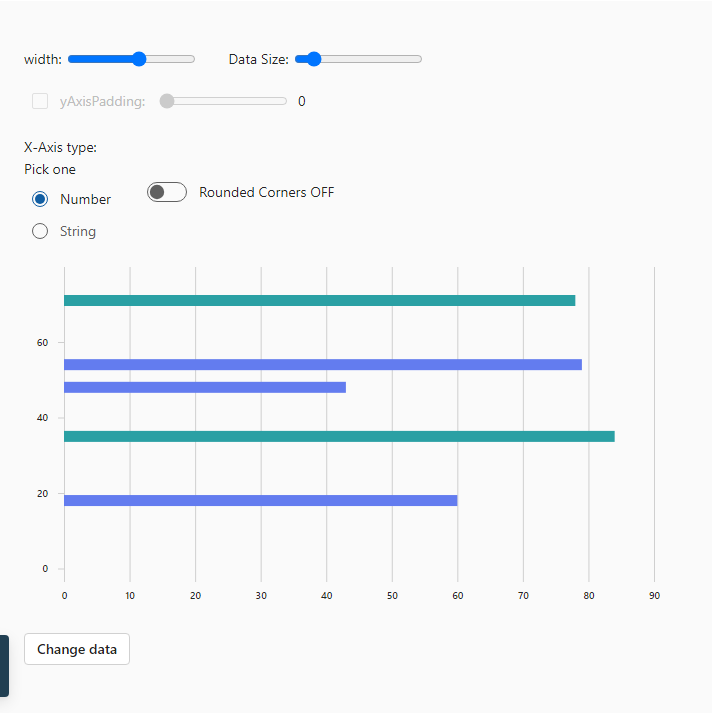 width: Data Size:
yAxisPadding: 0
X-Axis type:
Pick one
Number
Rounded Corners OFF
String
60
40
20
0
0 10 20 30 40 50 60 70 80 90
Change data